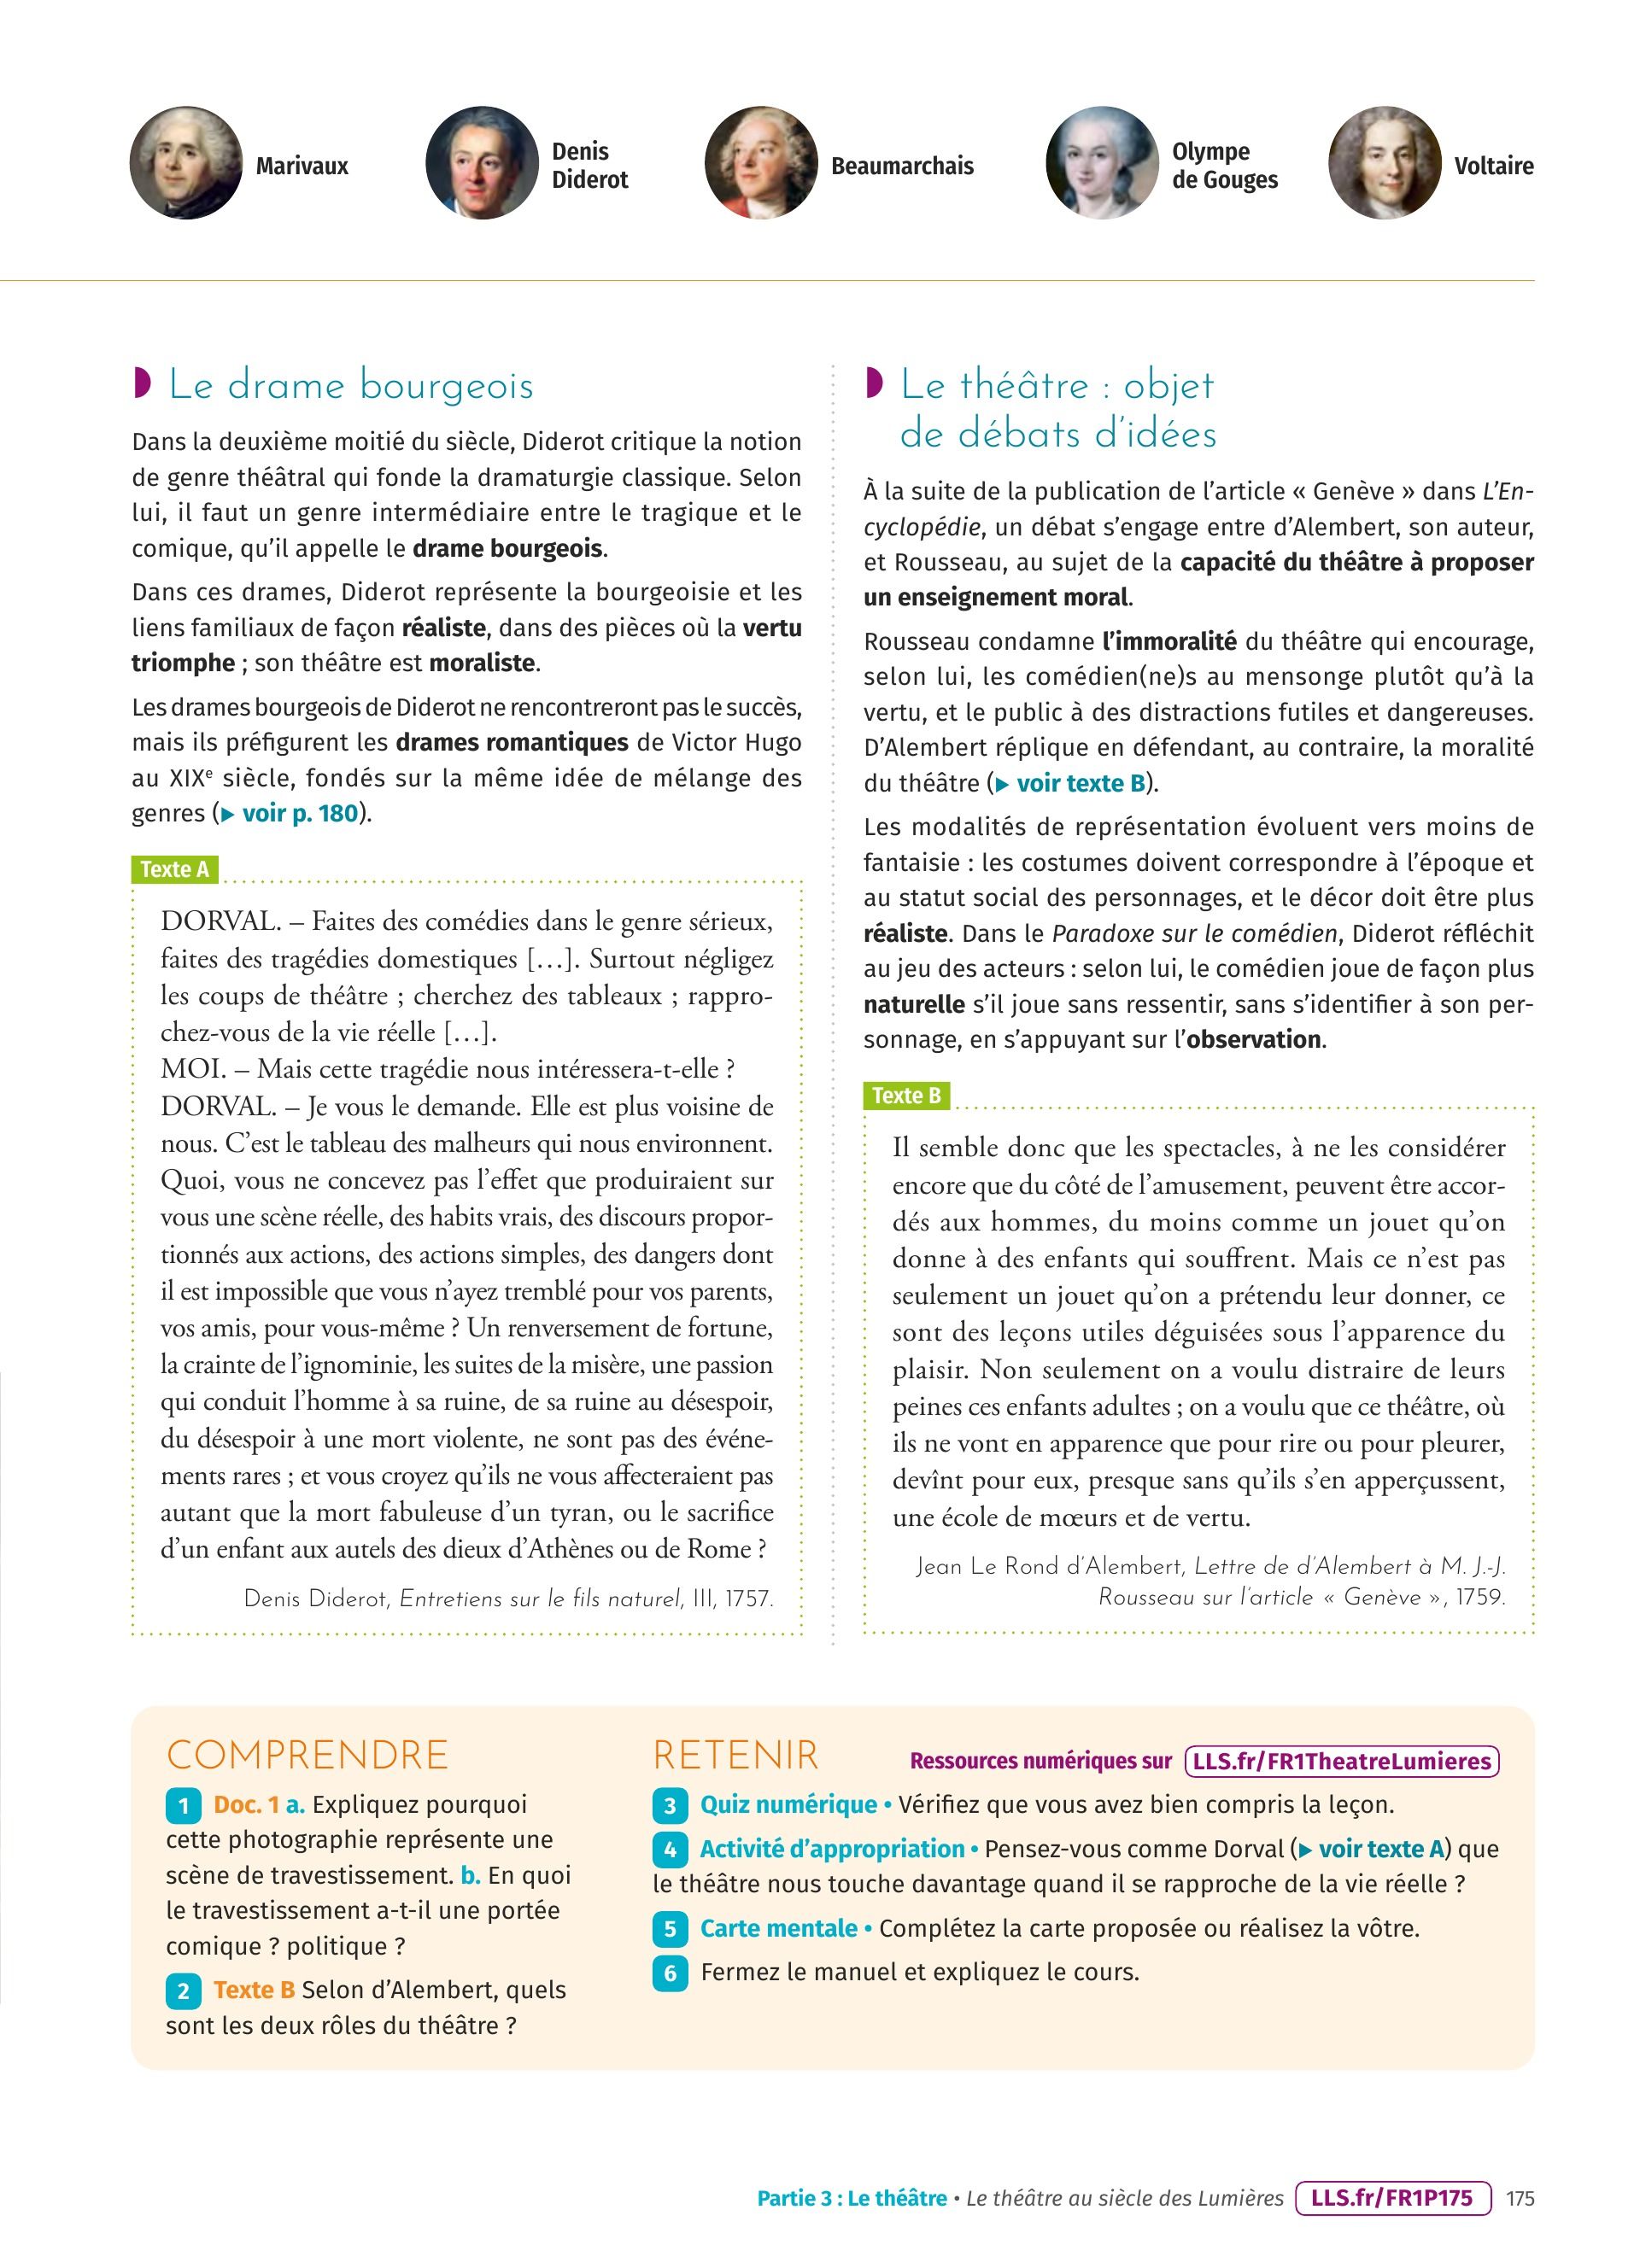 Marivaux
Denis
Diderot
Beaumarchais
Olympe
de Gouges
Voltaire
Le drame bourgeois
Dans la deuxième moitié du siècle, Diderot critique la notion
de genre théâtral qui fonde la dramaturgie classique. Selon
lui, il faut un genre intermédiaire entre le tragique et le
comique, qu'il appelle le drame bourgeois.
Dans ces drames, Diderot représente la bourgeoisie et les
liens familiaux de façon réaliste, dans des pièces où la vertu
triomphe ; son théâtre est moraliste.
Les drames bourgeois de Diderot ne rencontreront pas le succès,
mais ils préfigurent les drames romantiques de Victor Hugo
au XIXe siècle, fondés sur la même idée de mélange des
genres (▸ voir p. 180).
Texte A
DORVAL. – Faites des comédies dans le genre sérieux,
faites des tragédies domestiques […]. Surtout négligez
les coups de théâtre ; cherchez des tableaux ; rappro-
chez-vous de la vie réelle […].
MOI. – Mais cette tragédie nous intéressera-t-elle ?
DORVAL. – Je vous le demande. Elle est plus voisine de
nous. C'est le tableau des malheurs qui nous environnent.
Quoi, vous ne concevez pas l'effet que produiraient sur
vous une scène réelle, des habits vrais, des discours propor-
tionnés aux actions, des actions simples, des dangers dont
il est impossible que vous n'ayez tremblé pour vos parents,
vos amis, pour vous-même ? Un renversement de fortune,
la crainte de l'ignominie, les suites de la misère, une passion
qui conduit l'homme à sa ruine, de sa ruine au désespoir,
du désespoir à une mort violente, ne sont pas des événe-
ments rares ; et vous croyez qu'ils ne vous affecteraient pas
autant que la mort fabuleuse d'un tyran, ou le sacrifice
d'un enfant aux autels des dieux d'Athènes ou de Rome ?
Denis Diderot, Entretiens sur le fils naturel, III, 1757.
Le théâtre : objet
de débats d'idées
À la suite de la publication de l'article « Genève » dans L'En-
cyclopédie, un débat s'engage entre d'Alembert, son auteur,
et Rousseau, au sujet de la capacité du théâtre à proposer
un enseignement moral.
Rousseau condamne l'immoralité du théâtre qui encourage,
selon lui, les comédien(ne)s au mensonge plutôt qu'à la
vertu, et le public à des distractions futiles et dangereuses.
D'Alembert réplique en défendant, au contraire, la moralité
du théâtre (▸ voir texte B).
Les modalités de représentation évoluent vers moins de
fantaisie : les costumes doivent correspondre à l'époque et
au statut social des personnages, et le décor doit être plus
réaliste. Dans le Paradoxe sur le comédien, Diderot réfléchit
au jeu des acteurs : selon lui, le comédien joue de façon plus
naturelle s'il joue sans ressentir, sans s'identifier à son per-
sonnage, en s'appuyant sur l'observation.
Texte B
Il semble donc que les spectacles, à ne les considérer
encore que du côté de l'amusement, peuvent être accor-
dés aux hommes, du moins comme un jouet qu'on
donne à des enfants qui souffrent. Mais ce n'est pas
seulement un jouet qu'on a prétendu leur donner, ce
sont des leçons utiles déguisées sous l'apparence du
plaisir. Non seulement on a voulu distraire de leurs
peines ces enfants adultes ; on a voulu que ce théâtre, où
ils ne vont en apparence que pour rire ou pour pleurer,
devînt pour eux, presque sans qu'ils s'en apperçussent,
une école de mœurs et de vertu.
Jean Le Rond d'Alembert, Lettre de d'Alembert à M. J.-J.
Rousseau sur l'article « Genève », 1759.
COMPRENDRE
1 Doc. 1 a. Expliquez pourquoi
cette photographie représente une
scène de travestissement. b. En quoi
le travestissement a-t-il une portée
comique ? politique ?
2 Texte B Selon d'Alembert, quels
sont les deux rôles du théâtre ?
RETENIR
Ressources numériques sur LLS.fr/FR1TheatreLumieres
3 Quiz numérique • Vérifiez que vous avez bien compris la leçon.
4 Activité d'appropriation • Pensez-vous comme Dorval (▸ voir texte A) que
le théâtre nous touche davantage quand il se rapproche de la vie réelle ?
5 Carte mentale • Complétez la carte proposée ou réalisez la vôtre.
6 Fermez le manuel et expliquez le cours.
Partie 3 : Le théâtre • Le théâtre au siècle des Lumières LLS.fr/FR1P175 175